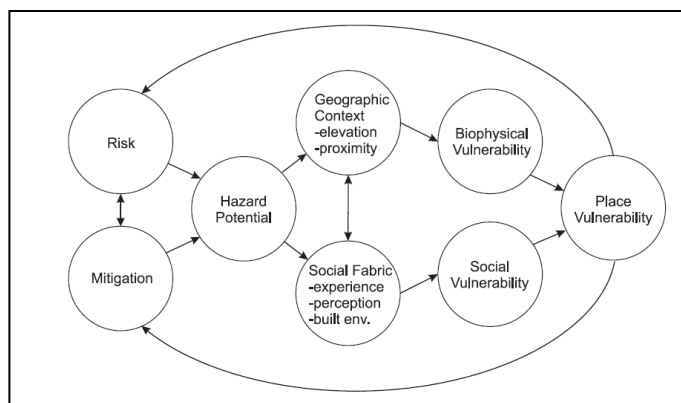 Risk
Mitigation
Hazard
Potential
Geographic
Context
-elevation
-proximity
Social Fabric
-experience
-perception
-built env.
Biophysical
Vulnerability
Social
Vulnerability
Place
Vulnerability